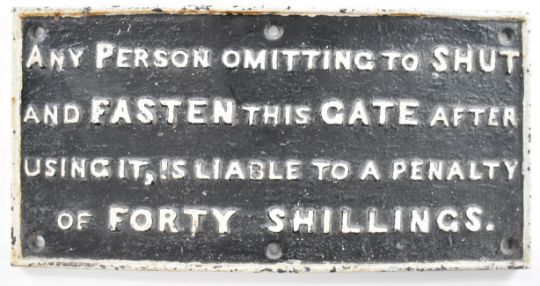 ANY PERSON OMITTING TO SHUT
AND FASTEN THIS GATE AFTER
USING IT, IS LIABLE TO A PENALTY
OF FORTY SHILLINGS.